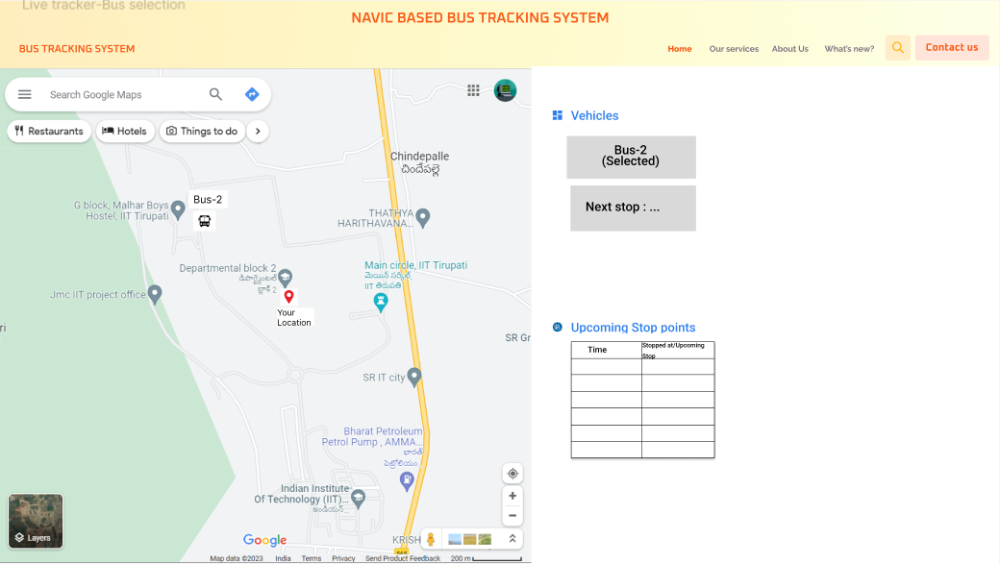 Live tracker-Bus selection
NAVIC BASED BUS TRACKING SYSTEM
BUS TRACKING SYSTEM
Home
Our services
About Us
What's new?
Contact us
Search Google Maps
Restaurants
Hotels
Things to do
Chindepalle
చిందేపల్లె
G block, Malhar Boys
Hostel, IIT Tirupati
Bus-2
THATHYA
HARITHAVANA...
Departmental block 2
డిపార్ట్మెంటల్
బ్లాక్ 2
Main circle, IIT Tirupati
మెయిన్ సర్కిల్,
IIT తిరుపతి
Jmc IIT project office
Your
Location
ri
SR Gr
SR IT city
Bharat Petroleum
Petrol Pump , AMMA...
భారత్
పెట్రోలియం,
Indian Institute
Of Technology (IIT)...
ఇండియన్...
KRISH
Layers
Google
Map data ©2023
India
Terms
Privacy
Send Product Feedback
200 m
Vehicles
Bus-2
(Selected)
Next stop : ...
Upcoming Stop points
Time
Stopped at/Upcoming
Stop